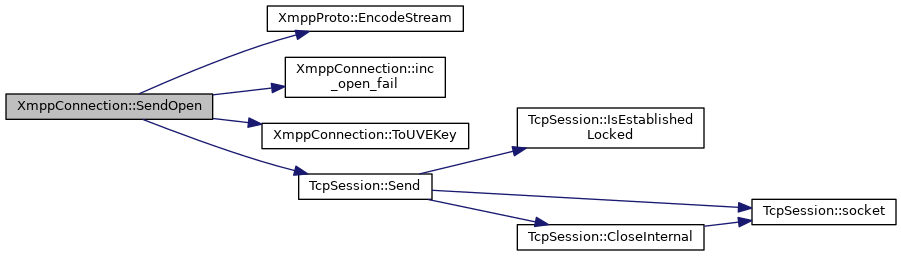 XmppProto::EncodeStream
XmppConnection::inc
_open_fail
XmppConnection::SendOpen
XmppConnection::ToUVEKey
TcpSession::IsEstablished
Locked
TcpSession::Send
TcpSession::socket
TcpSession::CloseInternal